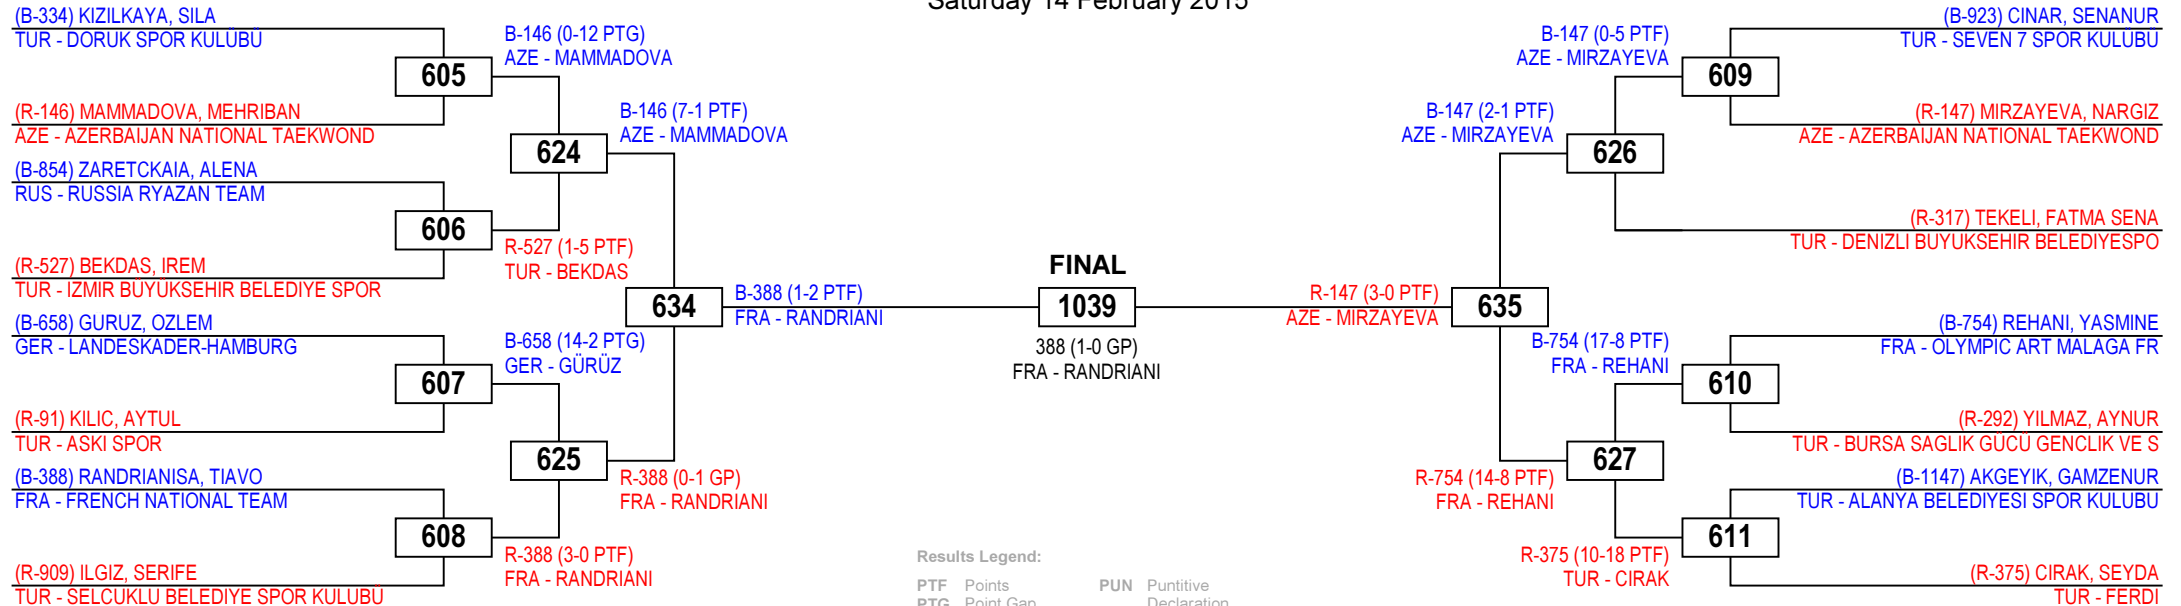 Saturday 14 February 2015
(B-334) KIZILKAYA, SILA
TUR - DORUK SPOR KULÜBÜ
605
(R-146) MAMMADOVA, MEHRIBAN
AZE - AZERBAIJAN NATIONAL TAEKWOND
B-146 (0-12 PTG)
AZE - MAMMADOVA
(B-854) ZARETCKAIA, ALENA
RUS - RUSSIA RYAZAN TEAM
606
(R-527) BEKDAS, IREM
TUR - IZMIR BÜYÜKSEHIR BELEDIYE SPOR
R-527 (1-5 PTF)
TUR - BEKDAS
624
B-146 (7-1 PTF)
AZE - MAMMADOVA
(B-658) GURUZ, OZLEM
GER - LANDESKADER-HAMBURG
607
(R-91) KILIC, AYTUL
TUR - ASKI SPOR
B-658 (14-2 PTG)
GER - GÜRÜZ
(B-388) RANDRIANISA, TIAVO
FRA - FRENCH NATIONAL TEAM
608
(R-909) ILGIZ, SERIFE
TUR - SELCUKLU BELEDIYE SPOR KULUBÜ
R-388 (3-0 PTF)
FRA - RANDRIANI
625
R-388 (0-1 GP)
FRA - RANDRIANI
634
B-388 (1-2 PTF)
FRA - RANDRIANI
FINAL
1039
388 (1-0 GP)
FRA - RANDRIANI
R-147 (3-0 PTF)
AZE - MIRZAYEVA
635
B-147 (2-1 PTF)
AZE - MIRZAYEVA
626
B-147 (0-5 PTF)
AZE - MIRZAYEVA
609
(B-923) CINAR, SENANUR
TUR - SEVEN 7 SPOR KULUBÜ
(R-147) MIRZAYEVA, NARGIZ
AZE - AZERBAIJAN NATIONAL TAEKWOND
(R-317) TEKELI, FATMA SENA
TUR - DENIZLI BUYUKSEHIR BELEDIYESPO
R-754 (14-8 PTF)
FRA - REHANI
627
B-754 (17-8 PTF)
FRA - REHANI
610
(B-754) REHANI, YASMINE
FRA - OLYMPIC ART MALAGA FR
(R-292) YILMAZ, AYNUR
TUR - BURSA SAGLIK GÜCÜ GENCLIK VE S
R-375 (10-18 PTF)
TUR - CIRAK
611
(B-1147) AKGEYIK, GAMZENUR
TUR - ALANYA BELEDIYESI SPOR KULUBU
(R-375) CIRAK, SEYDA
TUR - FERDI
Results Legend:
PTF Points PUN Puntitive
PTG Point Gap Declaration